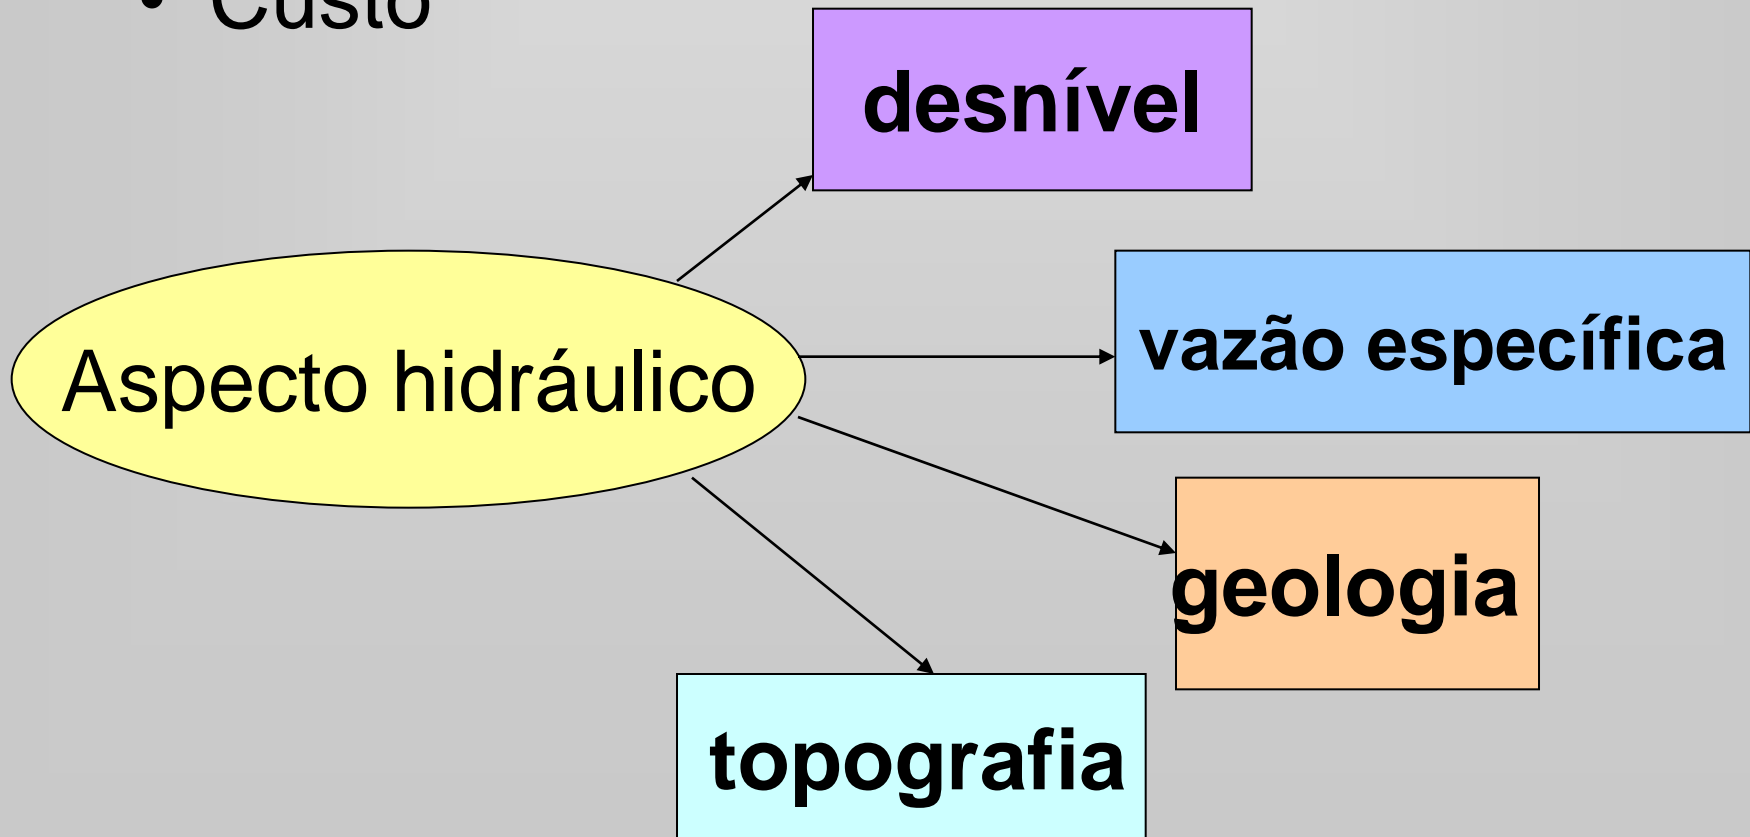 • Custo
desnível
vazão específica
Aspecto hidráulico
geologia
topografia